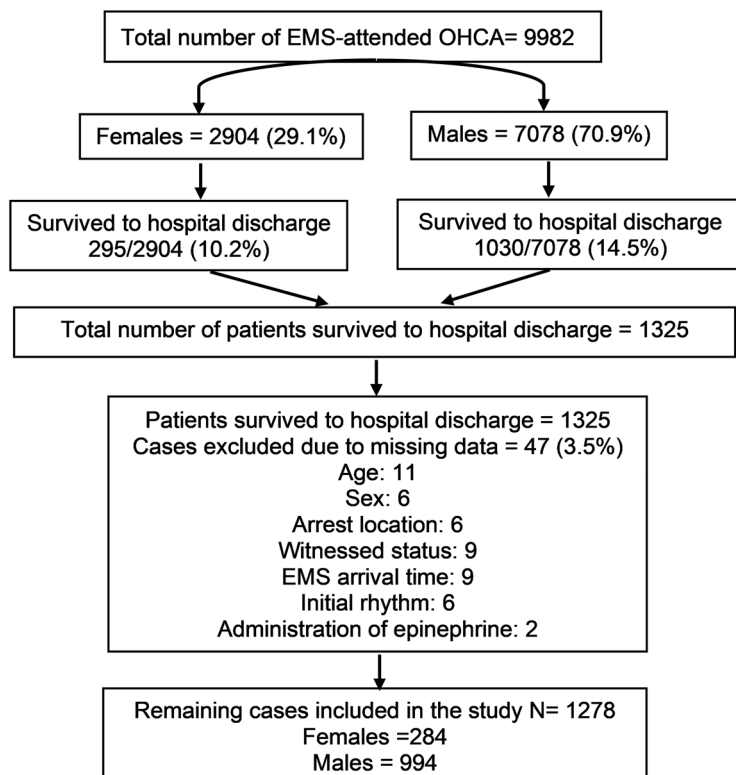 Total number of EMS-attended OHCA= 9982
Females = 2904 (29.1%)
Males = 7078 (70.9%)
Survived to hospital discharge
295/2904 (10.2%)
Survived to hospital discharge
1030/7078 (14.5%)
Total number of patients survived to hospital discharge = 1325
Patients survived to hospital discharge = 1325
Cases excluded due to missing data = 47 (3.5%)
Age: 11
Sex: 6
Arrest location: 6
Witnessed status: 9
EMS arrival time: 9
Initial rhythm: 6
Administration of epinephrine: 2
Remaining cases included in the study N= 1278
Females =284
Males = 994